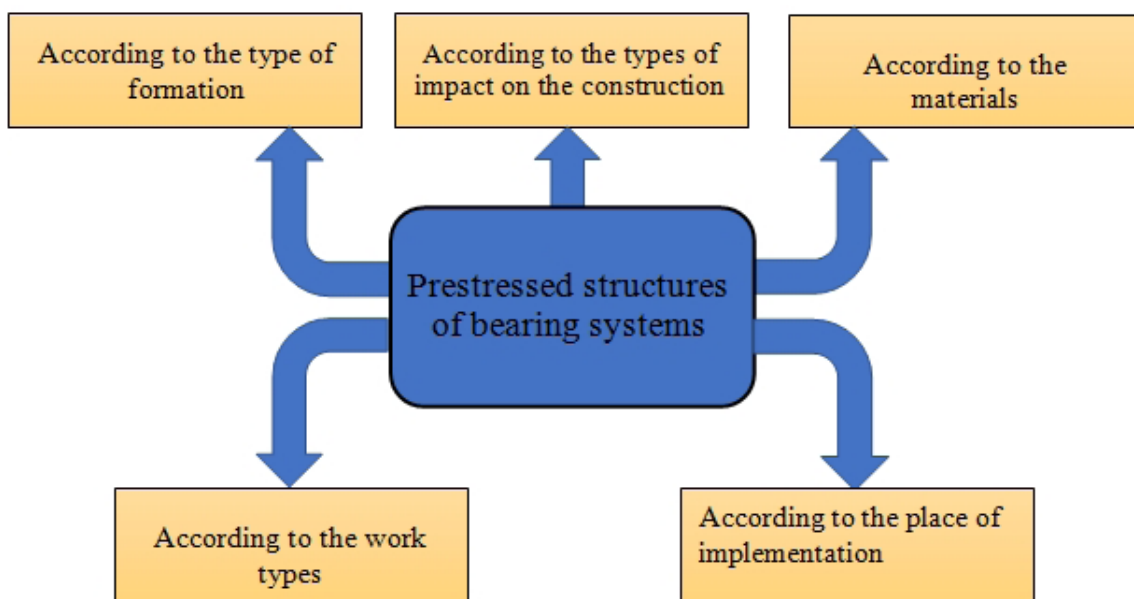 According to the type of
formation
According to the types of
impact on the construction
According to the
materials
Prestressed structures
of bearing systems
According to the work
types
According to the place of
implementation